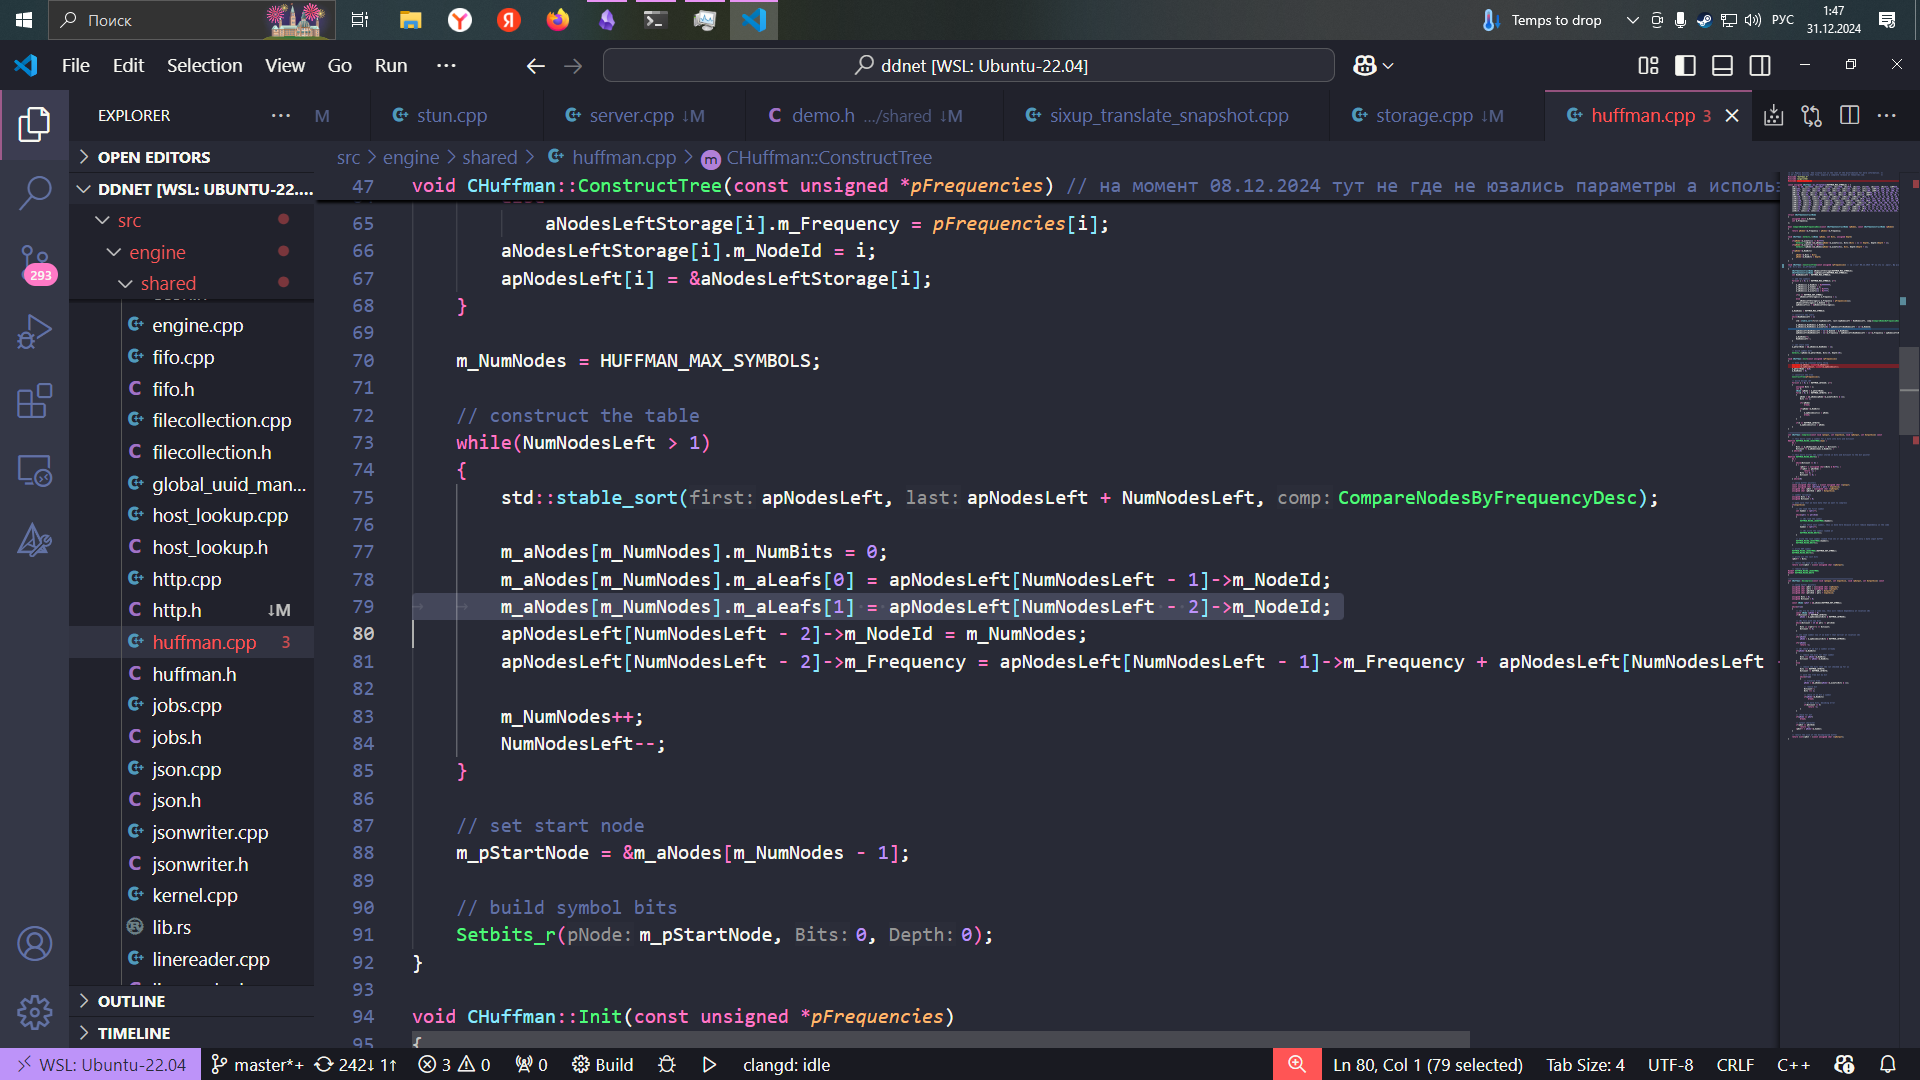 Поиск
Temps to drop
РУС
1:47
31.12.2024
File Edit Selection View Go Run ···
ddnet [WSL: Ubuntu-22.04]
EXPLORER ···
M
stun.cpp
server.cpp ↓M
demo.h .../shared ↓M
sixup_translate_snapshot.cpp
storage.cpp ↓M
huffman.cpp 3
OPEN EDITORS
DDNET [WSL: UBUNTU-22....
src
engine
shared
engine.cpp
fifo.cpp
fifo.h
filecollection.cpp
filecollection.h
global_uuid_man...
host_lookup.cpp
host_lookup.h
http.cpp
http.h ↓M
huffman.cpp 3
huffman.h
jobs.cpp
jobs.h
json.cpp
json.h
jsonwriter.cpp
jsonwriter.h
kernel.cpp
lib.rs
linereader.cpp
OUTLINE
TIMELINE
293
src > engine > shared > huffman.cpp > CHuffman::ConstructTree
47 void CHuffman::ConstructTree(const unsigned *pFrequencies) // на момент 08.12.2024 тут не где не юзались параметры а исполь
65 aNodesLeftStorage[i].m_Frequency = pFrequencies[i];
66 aNodesLeftStorage[i].m_NodeId = i;
67 apNodesLeft[i] = &aNodesLeftStorage[i];
68 }
69
70 m_NumNodes = HUFFMAN_MAX_SYMBOLS;
71
72 // construct the table
73 while(NumNodesLeft > 1)
74 {
75 std::stable_sort(first: apNodesLeft, last: apNodesLeft + NumNodesLeft, comp: CompareNodesByFrequencyDesc);
76
77 m_aNodes[m_NumNodes].m_NumBits = 0;
78 m_aNodes[m_NumNodes].m_aLeafs[0] = apNodesLeft[NumNodesLeft - 1]->m_NodeId;
79 m_aNodes[m_NumNodes].m_aLeafs[1] = apNodesLeft[NumNodesLeft - 2]->m_NodeId;
80 apNodesLeft[NumNodesLeft - 2]->m_NodeId = m_NumNodes;
81 apNodesLeft[NumNodesLeft - 2]->m_Frequency = apNodesLeft[NumNodesLeft - 1]->m_Frequency + apNodesLeft[NumNodesLeft
82
83 m_NumNodes++;
84 NumNodesLeft--;
85 }
86
87 // set start node
88 m_pStartNode = &m_aNodes[m_NumNodes - 1];
89
90 // build symbol bits
91 Setbits_r(pNode: m_pStartNode, Bits: 0, Depth: 0);
92 }
93
94 void CHuffman::Init(const unsigned *pFrequencies)
95 {
WSL: Ubuntu-22.04 master*+ 242↓ 1↑ 3 0 0 Build clangd: idle Ln 80, Col 1 (79 selected) Tab Size: 4 UTF-8 CRLF C++